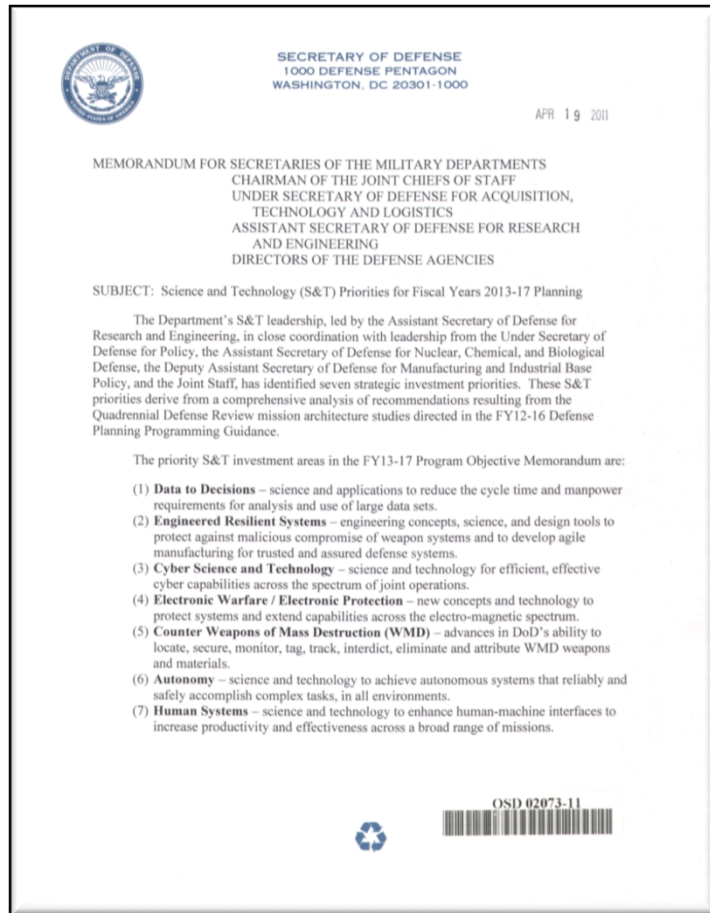 SECRETARY OF DEFENSE
1000 DEFENSE PENTAGON
WASHINGTON, DC 20301-1000
APR 19 2011
MEMORANDUM FOR SECRETARIES OF THE MILITARY DEPARTMENTS
CHAIRMAN OF THE JOINT CHIEFS OF STAFF
UNDER SECRETARY OF DEFENSE FOR ACQUISITION,
TECHNOLOGY AND LOGISTICS
ASSISTANT SECRETARY OF DEFENSE FOR RESEARCH
AND ENGINEERING
DIRECTORS OF THE DEFENSE AGENCIES
SUBJECT: Science and Technology (S&T) Priorities for Fiscal Years 2013-17 Planning
The Department's S&T leadership, led by the Assistant Secretary of Defense for
Research and Engineering, in close coordination with leadership from the Under Secretary of
Defense for Policy, the Assistant Secretary of Defense for Nuclear, Chemical, and Biological
Defense, the Deputy Assistant Secretary of Defense for Manufacturing and Industrial Base
Policy, and the Joint Staff, has identified seven strategic investment priorities. These S&T
priorities derive from a comprehensive analysis of recommendations resulting from the
Quadrennial Defense Review mission architecture studies directed in the FY12-16 Defense
Planning Programming Guidance.
The priority S&T investment areas in the FY13-17 Program Objective Memorandum are:
(1) Data to Decisions – science and applications to reduce the cycle time and manpower
requirements for analysis and use of large data sets.
(2) Engineered Resilient Systems – engineering concepts, science, and design tools to
protect against malicious compromise of weapon systems and to develop agile
manufacturing for trusted and assured defense systems.
(3) Cyber Science and Technology – science and technology for efficient, effective
cyber capabilities across the spectrum of joint operations.
(4) Electronic Warfare / Electronic Protection – new concepts and technology to
protect systems and extend capabilities across the electro-magnetic spectrum.
(5) Counter Weapons of Mass Destruction (WMD) – advances in DoD's ability to
locate, secure, monitor, tag, track, interdict, eliminate and attribute WMD weapons
and materials.
(6) Autonomy – science and technology to achieve autonomous systems that reliably and
safely accomplish complex tasks, in all environments.
(7) Human Systems – science and technology to enhance human-machine interfaces to
increase productivity and effectiveness across a broad range of missions.
OSD 02073-11
DEPARTMENT OF DEFENSE
UNITED STATES OF AMERICA